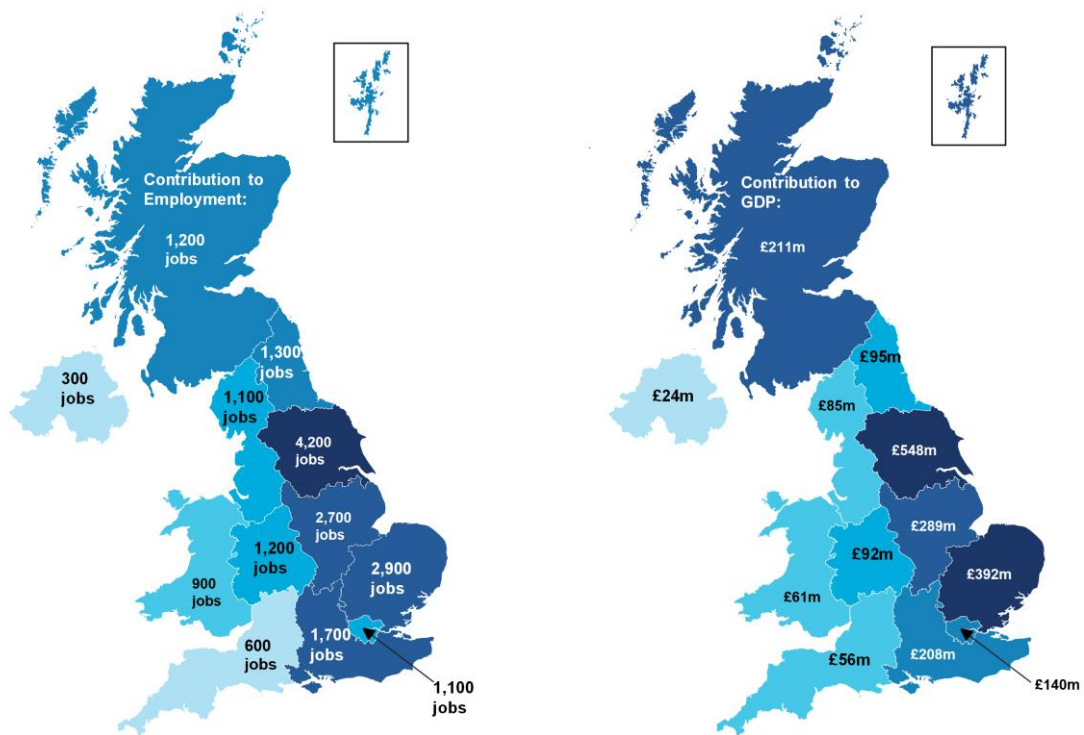 Contribution to
Employment:
1,200
jobs
1,300
jobs
300
jobs
1,100
jobs
4,200
jobs
2,700
jobs
1,200
jobs
2,900
jobs
900
jobs
600
jobs
1,700
jobs
1,100
jobs
Contribution to
GDP:
£211m
£95m
£24m
£85m
£548m
£289m
£92m
£392m
£61m
£56m
£208m
£140m